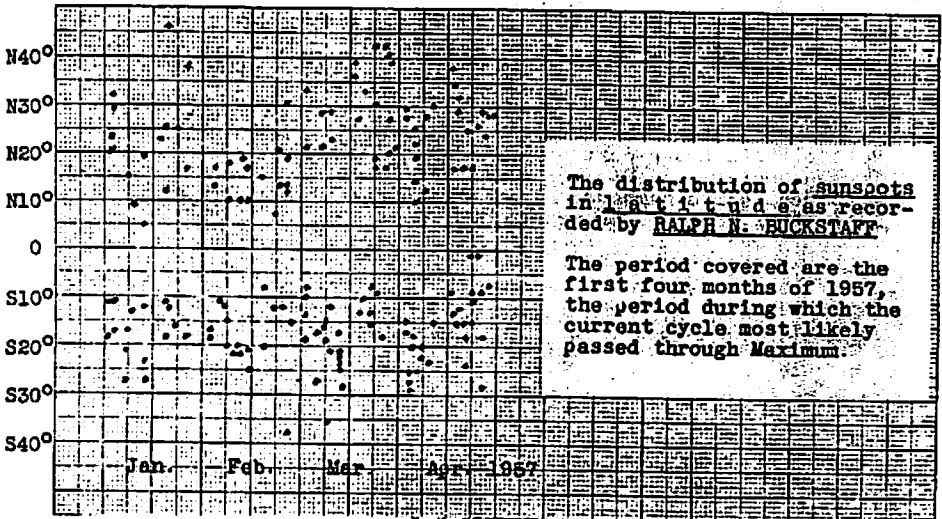 N40°
N30°
N20°
N10°
0
S10°
S20°
S30°
S40°
Jan. Feb. Mar. Apr. 1957
The distribution of sunspots
in l a t i t u d e as recor-
ded by RALPH N. BUCKSTAFF
The period covered are the
first four months of 1957,
the period during which the
current cycle most likely
passed through Maximum.